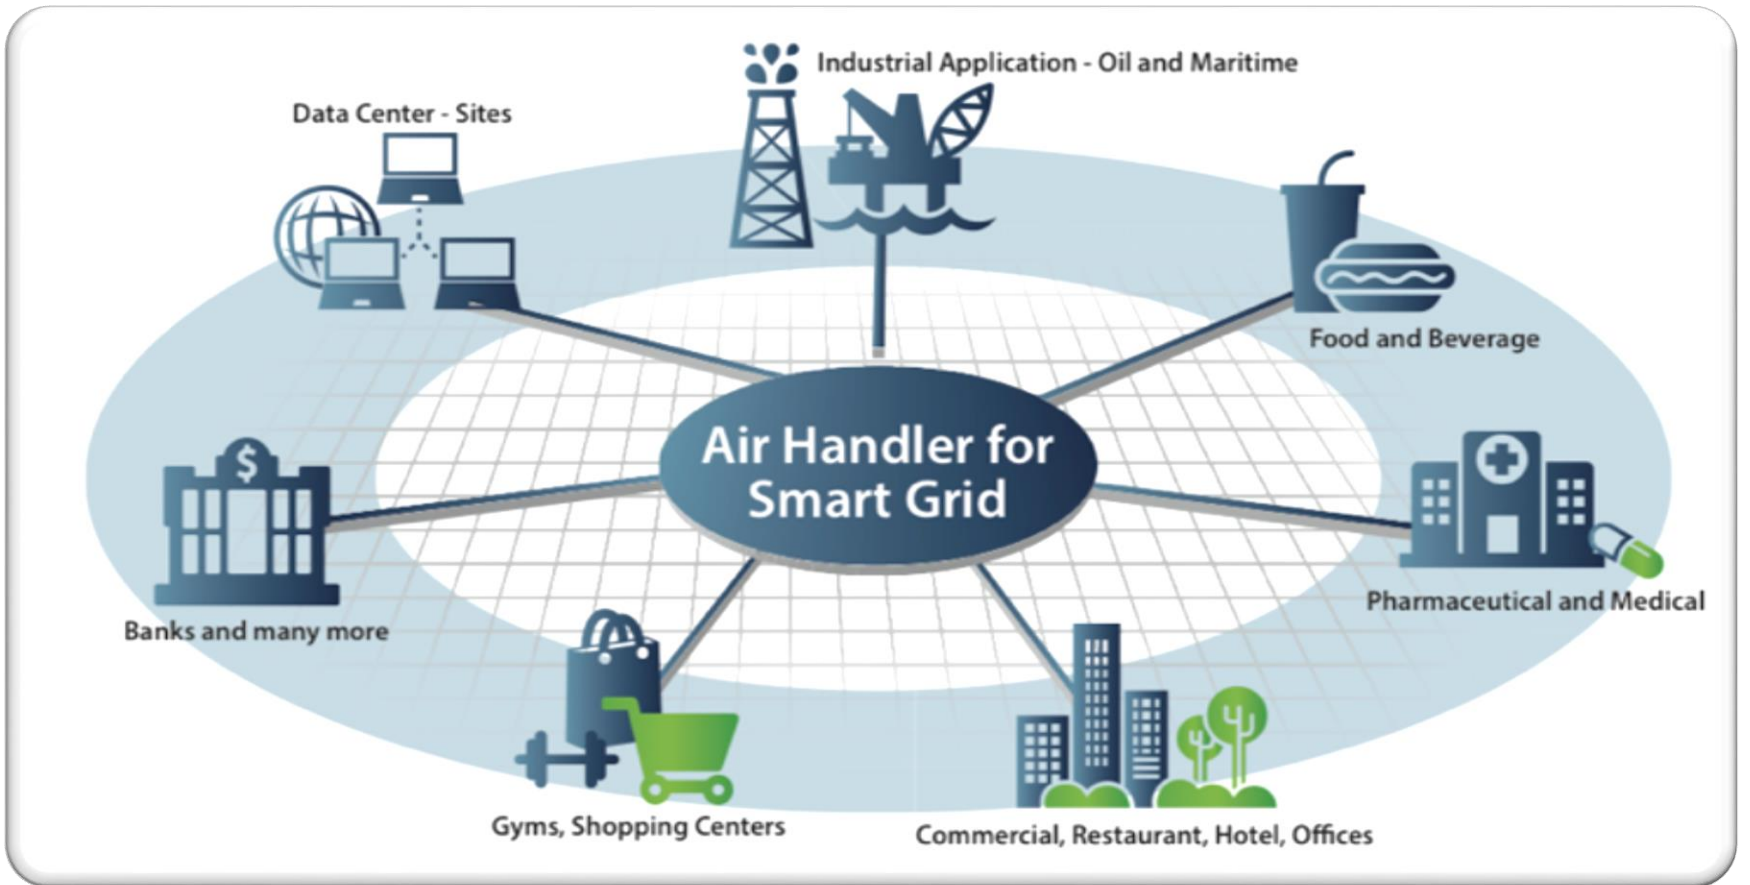 Industrial Application - Oil and Maritime
Data Center - Sites
Food and Beverage
Air Handler for
Smart Grid
$
Pharmaceutical and Medical
Banks and many more
Gyms, Shopping Centers
Commercial, Restaurant, Hotel, Offices